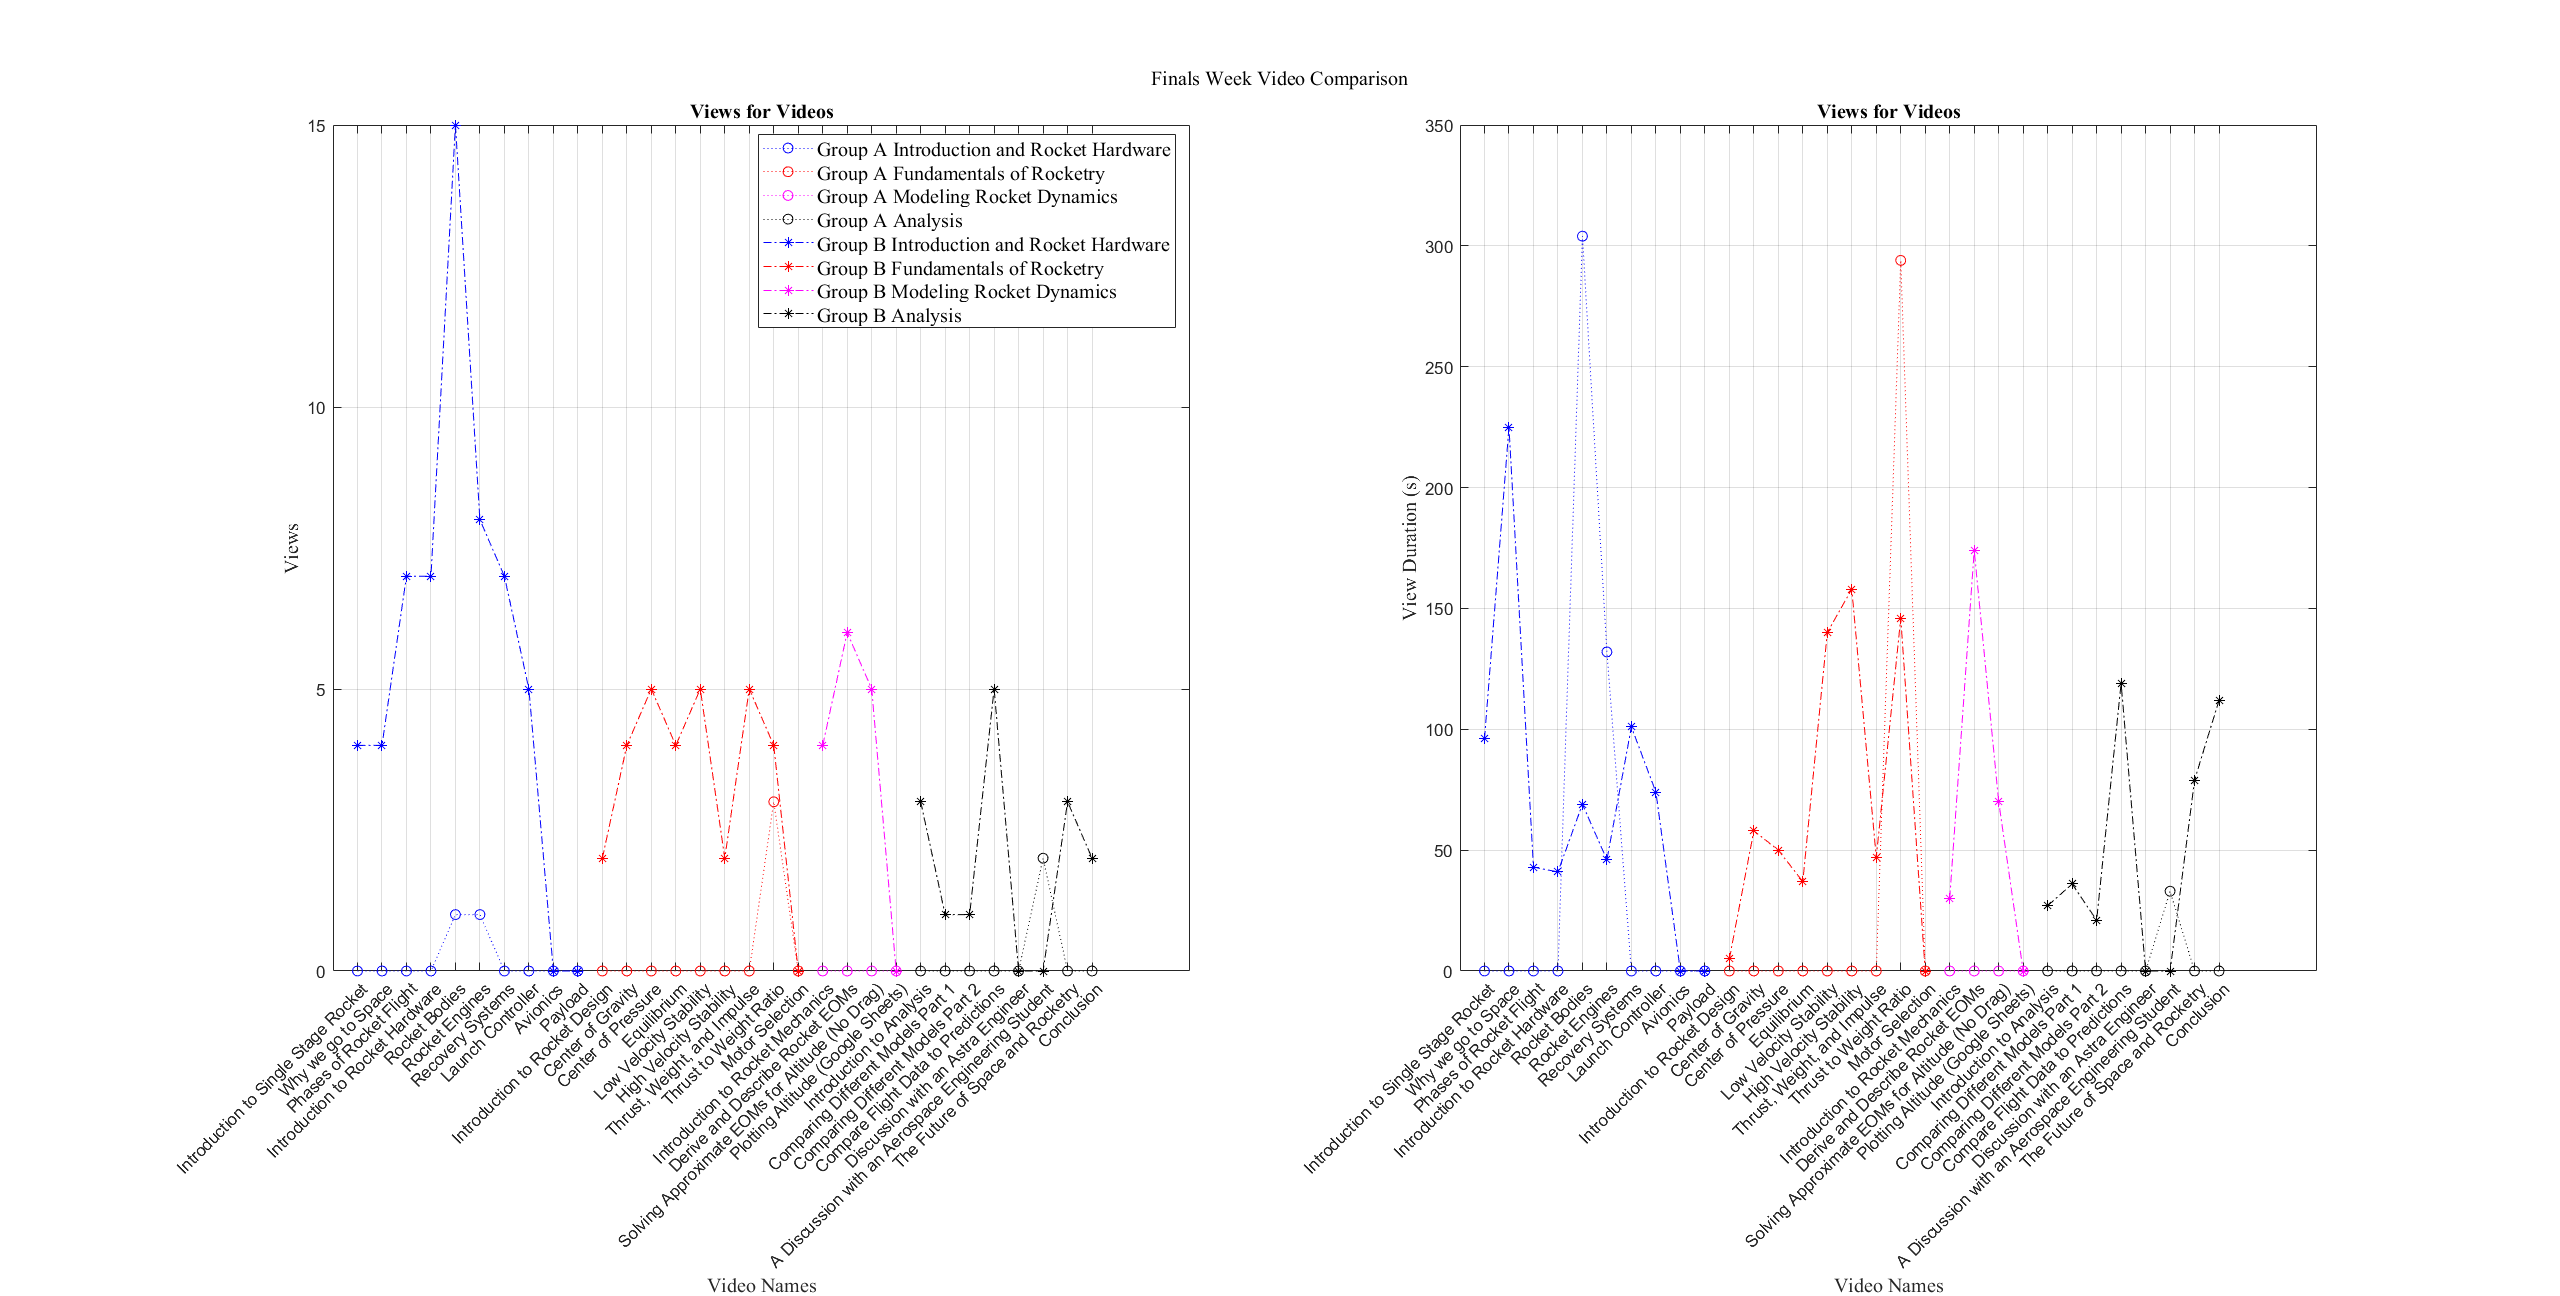 Finals Week Video Comparison
Views for Videos
15
10
5
0
Views
Group A Introduction and Rocket Hardware
Group A Fundamentals of Rocketry
Group A Modeling Rocket Dynamics
Group A Analysis
Group B Introduction and Rocket Hardware
Group B Fundamentals of Rocketry
Group B Modeling Rocket Dynamics
Group B Analysis
Introduction to Single Stage Rocket
Why we go to Space
Phases of Rocket Flight
Introduction to Rocket Hardware
Rocket Bodies
Rocket Engines
Recovery Systems
Launch Controller
Avionics
Payload
Introduction to Rocket Design
Center of Gravity
Center of Pressure
Equilibrium
Low Velocity Stability
High Velocity Stability
Thrust, Weight, and Impulse
Thrust to Weight Ratio
Motor Selection
Introduction to Rocket Mechanics
Derive and Describe Rocket EOMs
Solving Approximate EOMs for Altitude (No Drag)
Plotting Altitude (Google Sheets)
Introduction to Analysis
Comparing Different Models Part 1
Comparing Different Models Part 2
Compare Flight Data to Predictions
Discussion with an Astra Engineer
A Discussion with an Aerospace Engineering Student
The Future of Space and Rocketry
Conclusion
Video Names
Views for Videos
350
300
250
200
150
100
50
0
View Duration (s)
Introduction to Single Stage Rocket
Why we go to Space
Phases of Rocket Flight
Introduction to Rocket Hardware
Rocket Bodies
Rocket Engines
Recovery Systems
Launch Controller
Avionics
Payload
Introduction to Rocket Design
Center of Gravity
Center of Pressure
Equilibrium
Low Velocity Stability
High Velocity Stability
Thrust, Weight, and Impulse
Thrust to Weight Ratio
Motor Selection
Introduction to Rocket Mechanics
Derive and Describe Rocket EOMs
Solving Approximate EOMs for Altitude (No Drag)
Plotting Altitude (Google Sheets)
Introduction to Analysis
Comparing Different Models Part 1
Comparing Different Models Part 2
Compare Flight Data to Predictions
Discussion with an Astra Engineer
A Discussion with an Aerospace Engineering Student
The Future of Space and Rocketry
Conclusion
Video Names